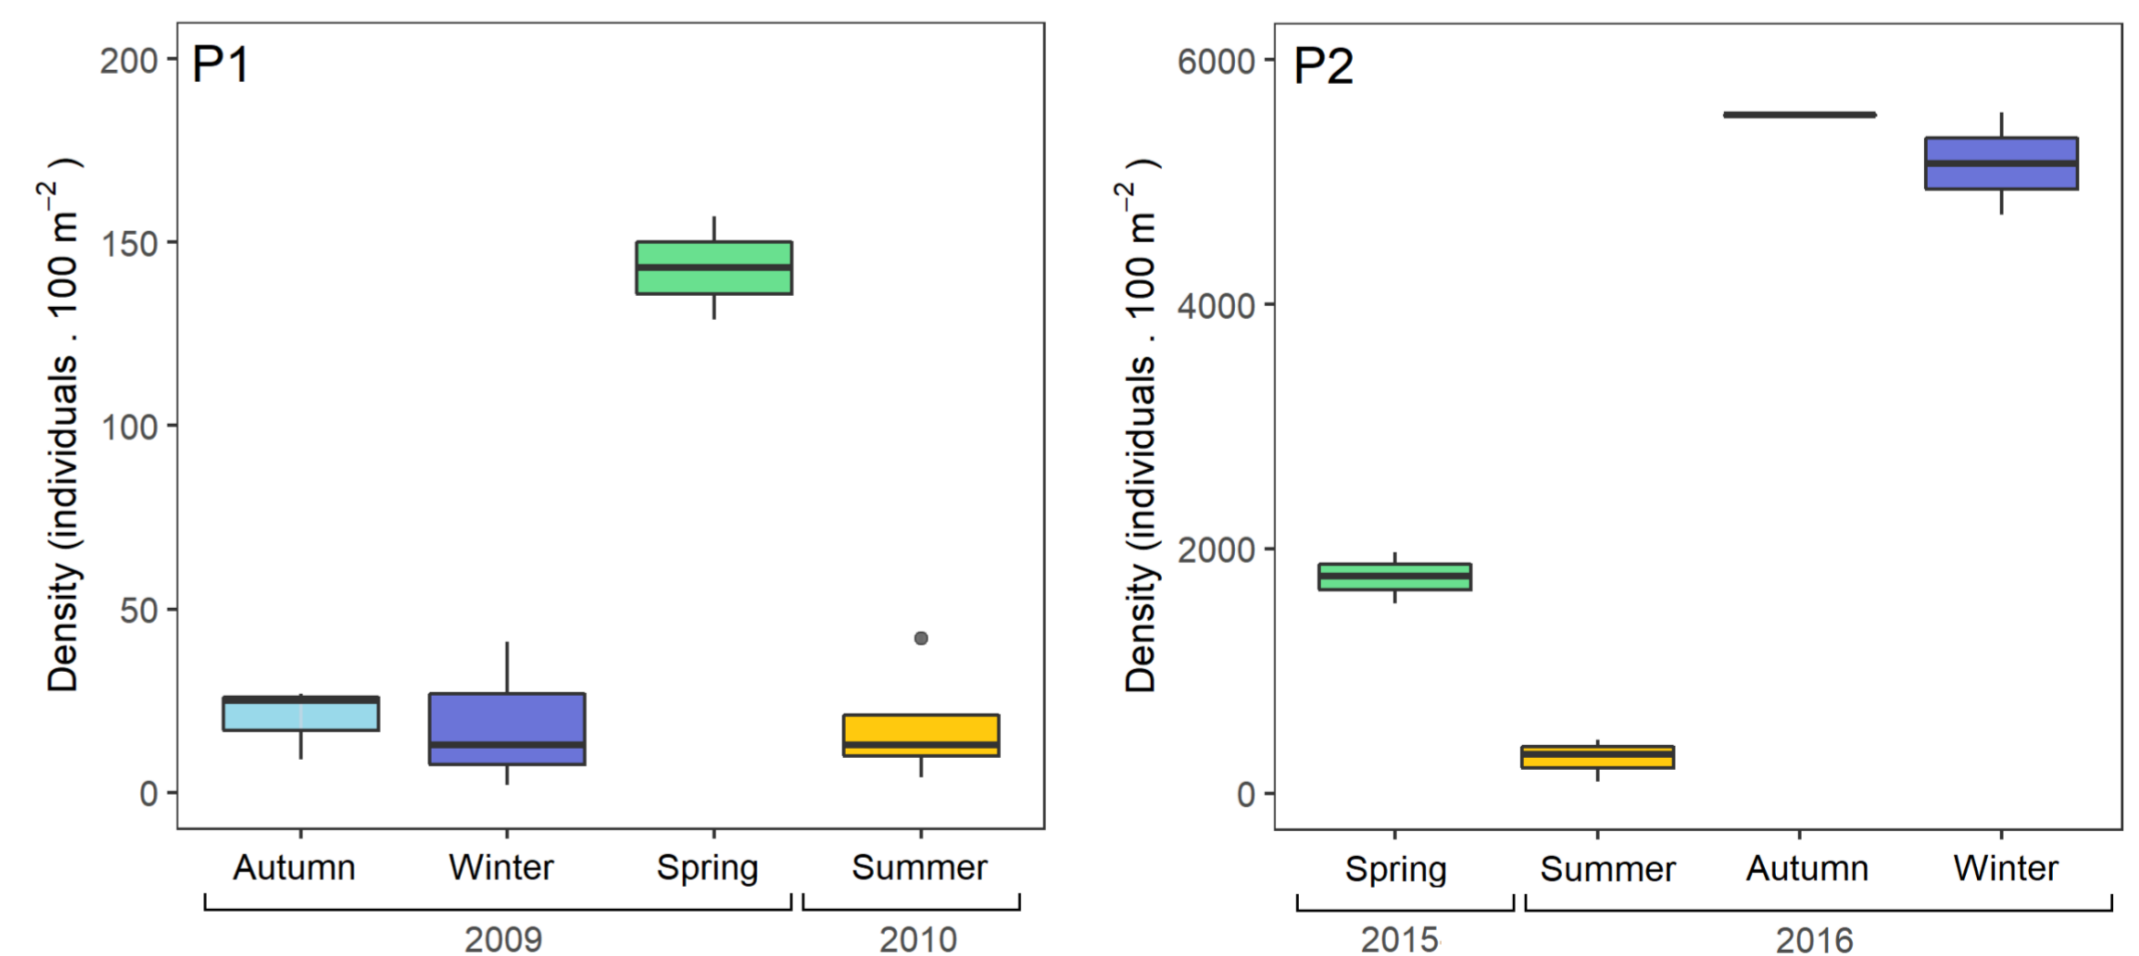 P1
Density (individuals . 100 m⁻² )
200
150
100
50
0
Autumn Winter Spring Summer
2009 2010
P2
Density (individuals . 100 m⁻² )
6000
4000
2000
0
Spring Summer Autumn Winter
2015 2016